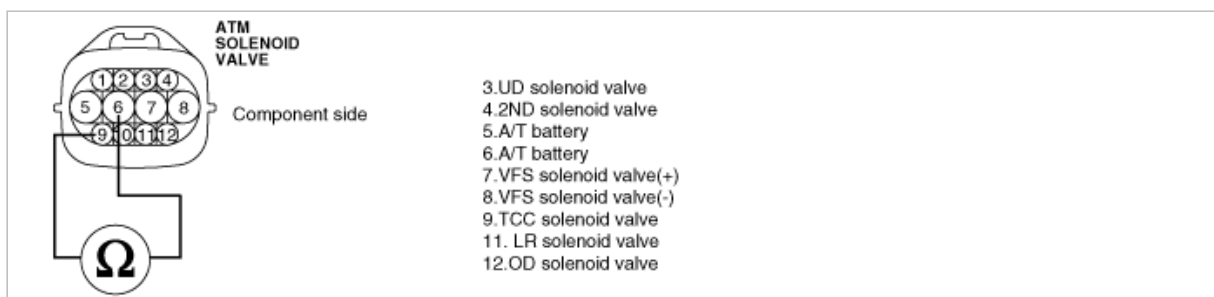 ATM
SOLENOID
VALVE
1 2 3 4
5 6 7 8
9 10 11 12
Component side
Ω
3.UD solenoid valve
4.2ND solenoid valve
5.A/T battery
6.A/T battery
7.VFS solenoid valve(+)
8.VFS solenoid valve(-)
9.TCC solenoid valve
11. LR solenoid valve
12.OD solenoid valve